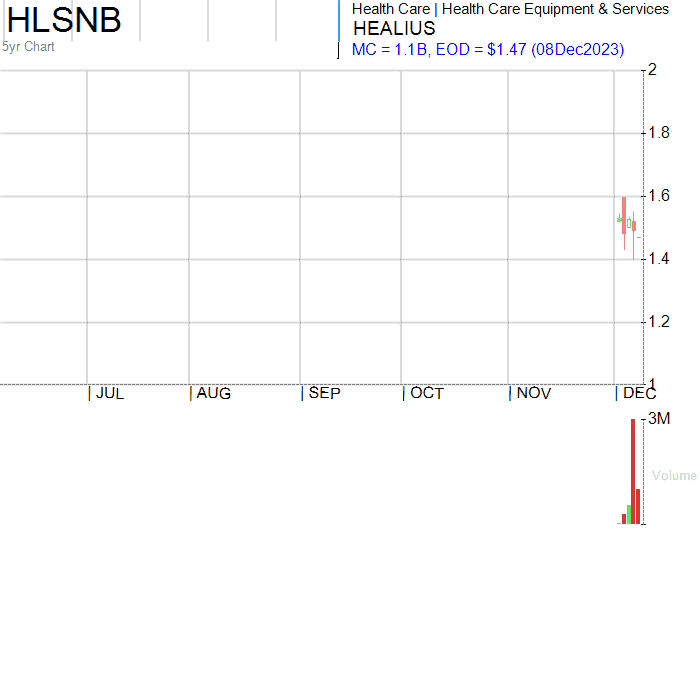 HLSNB
5yr Chart
Health Care | Health Care Equipment & Services
HEALIUS
MC = 1.1B, EOD = $1.47 (08Dec2023)
2
1.8
1.6
1.4
1.2
1
JUL AUG SEP OCT NOV DEC
3M
Volume